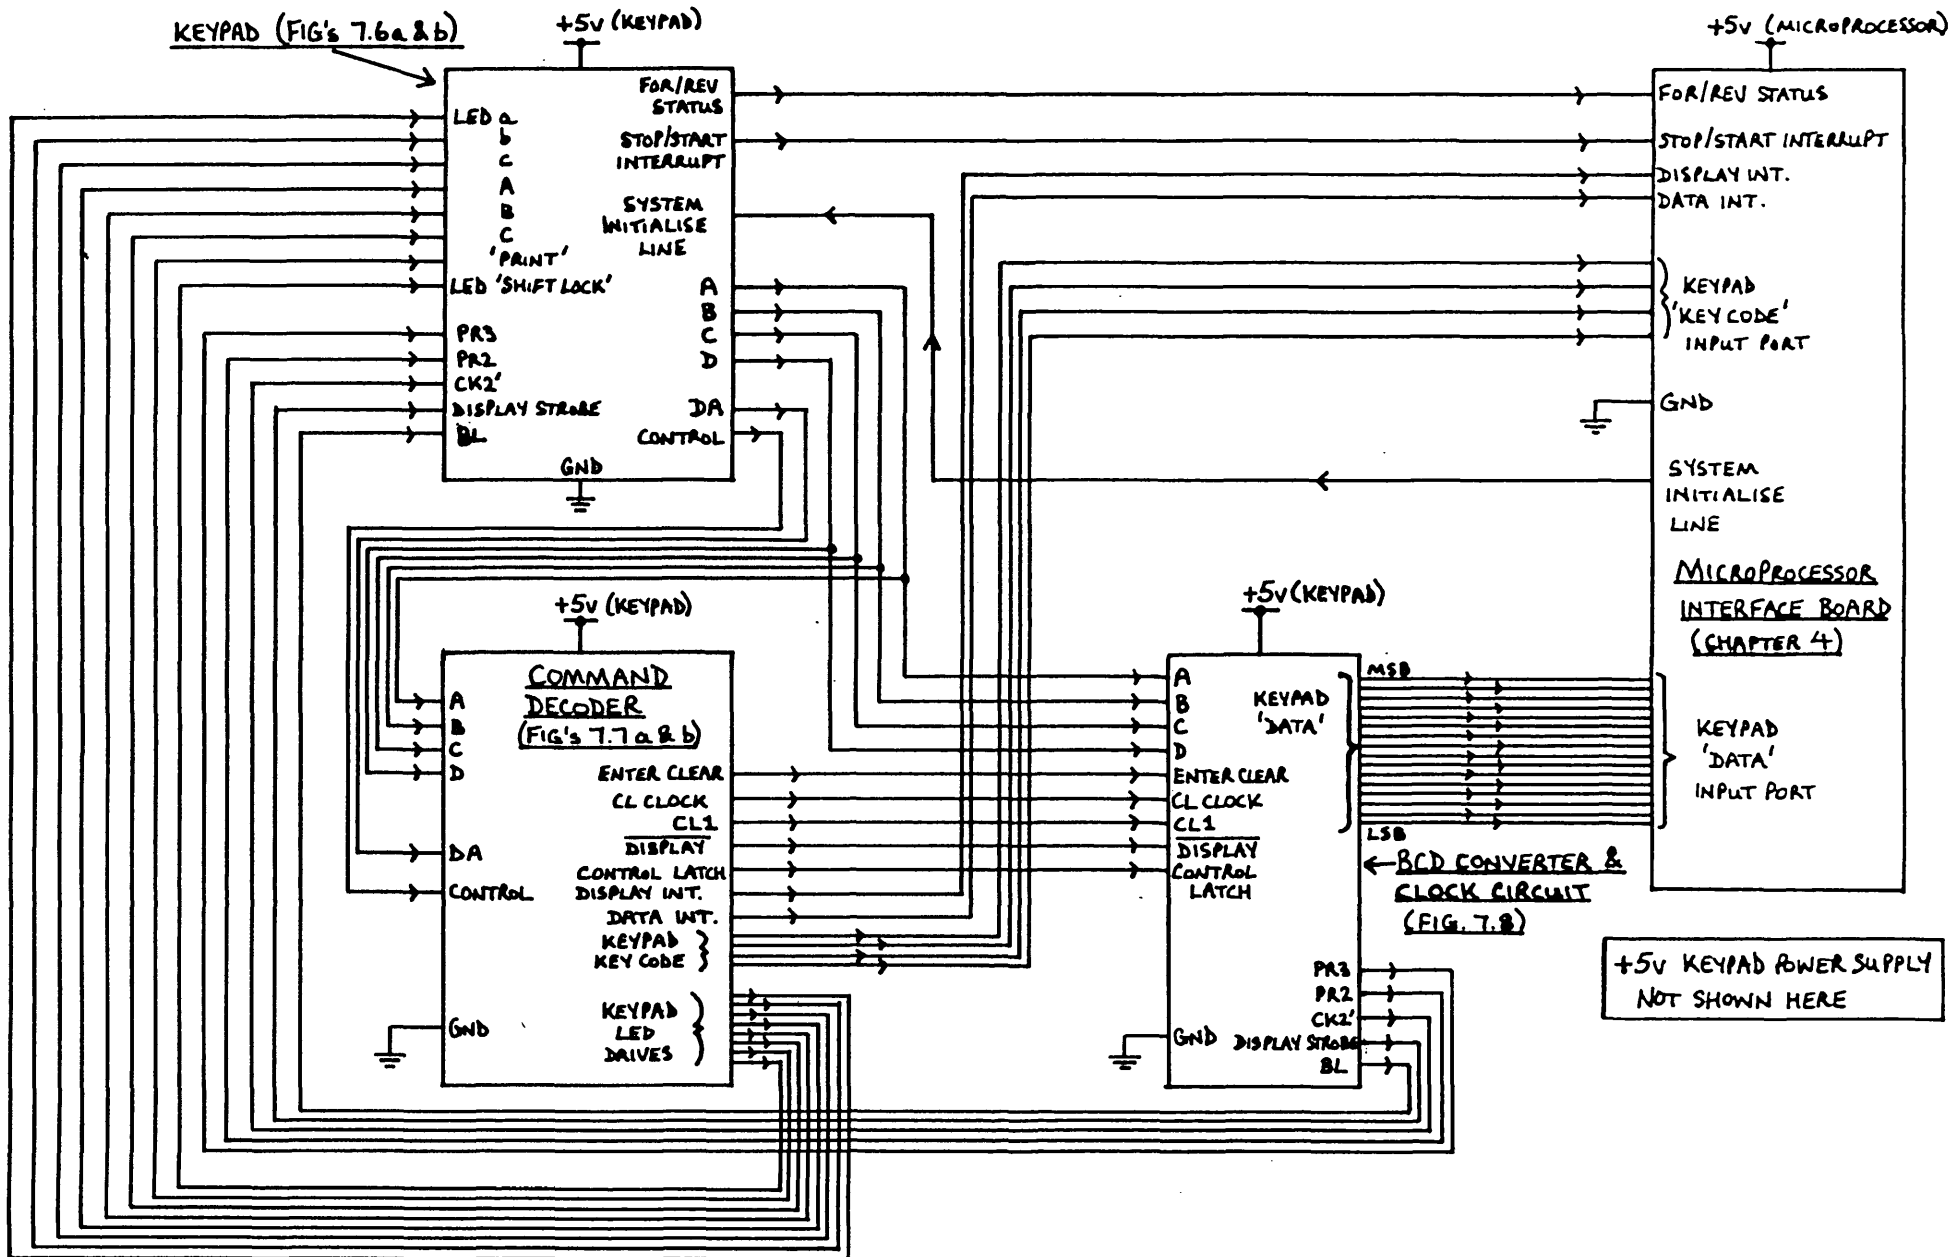 KEYPAD (FIG's 7.6a & b)
+5v (KEYPAD)
+5v (MICROPROCESSOR)
LED a
b
c
A
B
C
'PRINT'
LED 'SHIFT LOCK'
PR3
PR2
CK2'
DISPLAY STROBE
BL
FOR/REV
STATUS
STOP/START
INTERRUPT
SYSTEM
INITIALISE
LINE
A
B
C
D
DA
CONTROL
GND
FOR/REV STATUS
STOP/START INTERRUPT
DISPLAY INT.
DATA INT.
KEYPAD
'KEY CODE'
INPUT PORT
GND
SYSTEM
INITIALISE
LINE
MICROPROCESSOR
INTERFACE BOARD
(CHAPTER 4)
KEYPAD
'DATA'
INPUT PORT
+5v (KEYPAD)
COMMAND
DECODER
(FIG's 7.7a & b)
A
B
C
D
DA
CONTROL
GND
ENTER CLEAR
CL CLOCK
CL1
DISPLAY
CONTROL LATCH
DISPLAY INT.
DATA INT.
KEYPAD
KEY CODE
KEYPAD
LED
DRIVES
+5v (KEYPAD)
A
B
C
D
ENTER CLEAR
CL CLOCK
CL1
DISPLAY
CONTROL
LATCH
GND
KEYPAD
'DATA'
MSB
LSB
BCD CONVERTER &
CLOCK CIRCUIT
(FIG. 7.8)
PR3
PR2
CK2'
DISPLAY STROBE
BL
+5v KEYPAD POWER SUPPLY
NOT SHOWN HERE